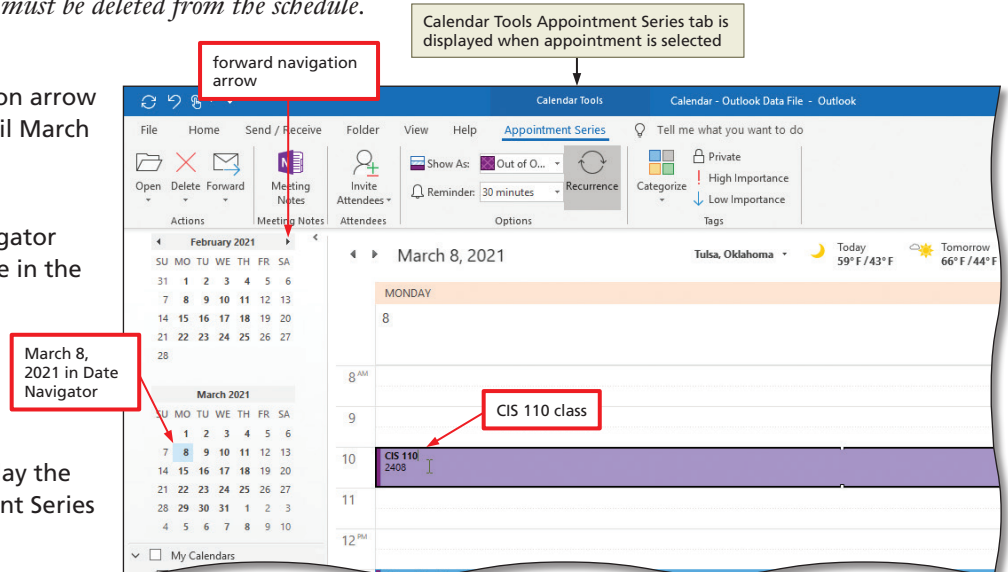 must be deleted from the schedule.
Calendar Tools Appointment Series tab is
displayed when appointment is selected
forward navigation
arrow
on arrow
il March
gator
e in the
March 8,
2021 in Date
Navigator
ay the
nt Series
Calendar Tools
Calendar - Outlook Data File - Outlook
File Home Send / Receive Folder View Help Appointment Series Tell me what you want to do
Open Delete Forward
Actions
Meeting
Notes
Meeting Notes
Invite
Attendees
Attendees
Show As: Out of O...
Reminder: 30 minutes
Recurrence
Options
Categorize
Private
High Importance
Low Importance
Tags
February 2021
SU MO TU WE TH FR SA
31 1 2 3 4 5 6
7 8 9 10 11 12 13
14 15 16 17 18 19 20
21 22 23 24 25 26 27
28
March 2021
SU MO TU WE TH FR SA
1 2 3 4 5 6
7 8 9 10 11 12 13
14 15 16 17 18 19 20
21 22 23 24 25 26 27
28 29 30 31 1 2 3
4 5 6 7 8 9 10
My Calendars
March 8, 2021
Tulsa, Oklahoma
Today
59° F / 43° F
Tomorrow
66° F / 44° F
MONDAY
8
8 AM
9
CIS 110 class
10
CIS 110
2408
11
12 PM